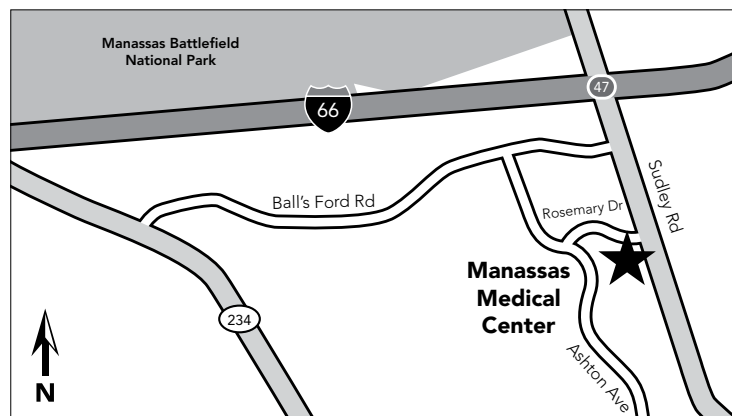 Manassas Battlefield
National Park
66
47
Sudley Rd
Ball's Ford Rd
Rosemary Dr
Manassas
Medical
Center
234
Ashton Ave
N